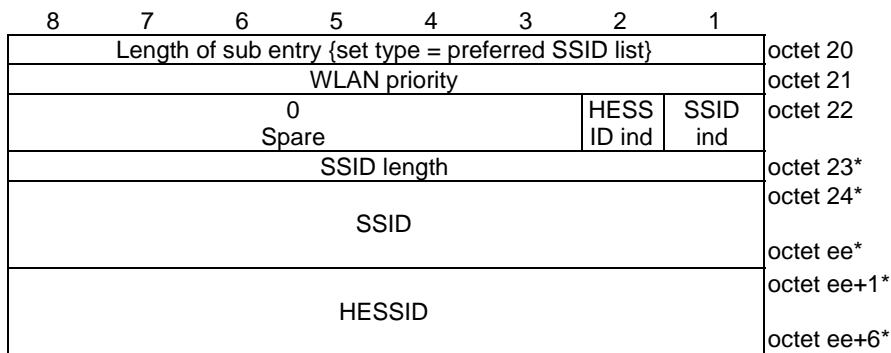 8 7 6 5 4 3 2 1
Length of sub entry {set type = preferred SSID list} octet 20
WLAN priority octet 21
0 HESS SSID octet 22
Spare ID ind ind
SSID length octet 23*
octet 24*
SSID
octet ee*
octet ee+1*
HESSID
octet ee+6*